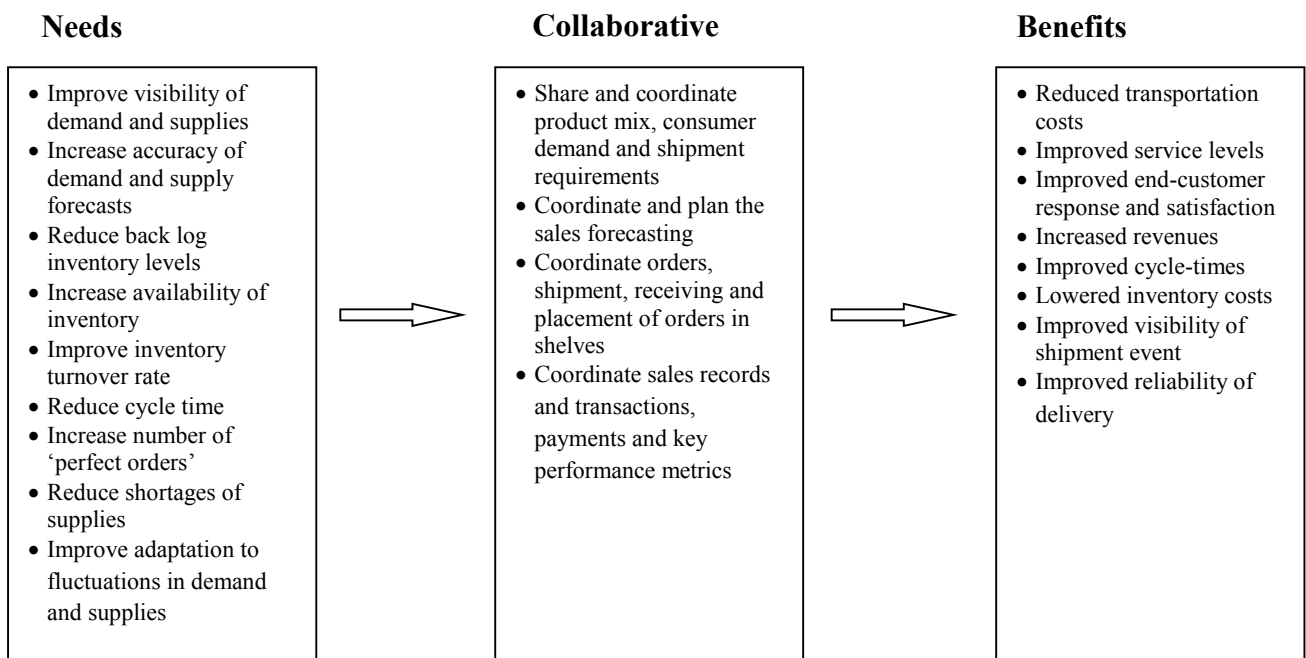 Needs
• Improve visibility of
demand and supplies
• Increase accuracy of
demand and supply
forecasts
• Reduce back log
inventory levels
• Increase availability of
inventory
• Improve inventory
turnover rate
• Reduce cycle time
• Increase number of
‘perfect orders’
• Reduce shortages of
supplies
• Improve adaptation to
fluctuations in demand
and supplies
Collaborative
• Share and coordinate
product mix, consumer
demand and shipment
requirements
• Coordinate and plan the
sales forecasting
• Coordinate orders,
shipment, receiving and
placement of orders in
shelves
• Coordinate sales records
and transactions,
payments and key
performance metrics
Benefits
• Reduced transportation
costs
• Improved service levels
• Improved end-customer
response and satisfaction
• Increased revenues
• Improved cycle-times
• Lowered inventory costs
• Improved visibility of
shipment event
• Improved reliability of
delivery